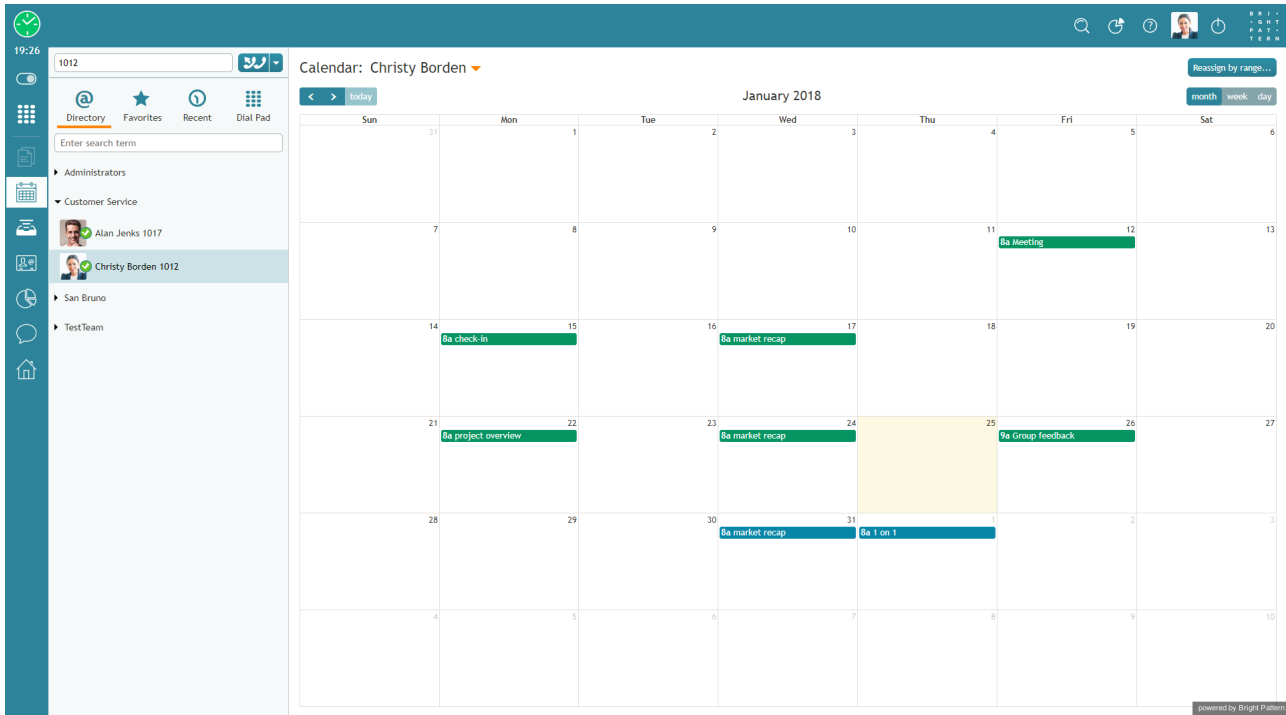 B R I ·
· G H T
P A T ·
T E R N
19:26
1012
Calendar: Christy Borden
Reassign by range...
Directory Favorites Recent Dial Pad
today
January 2018
month week day
Enter search term
Administrators
Customer Service
Alan Jenks 1017
Christy Borden 1012
San Bruno
TestTeam
Sun Mon Tue Wed Thu Fri Sat
31 1 2 3 4 5 6
7 8 9 10 11 12 13
8a Meeting
14 15 16 17 18 19 20
8a check-in 8a market recap
21 22 23 24 25 26 27
8a project overview 8a market recap 9a Group feedback
28 29 30 31 1 2 3
8a market recap 8a 1 on 1
4 5 6 7 8 9 10
powered by Bright Pattern